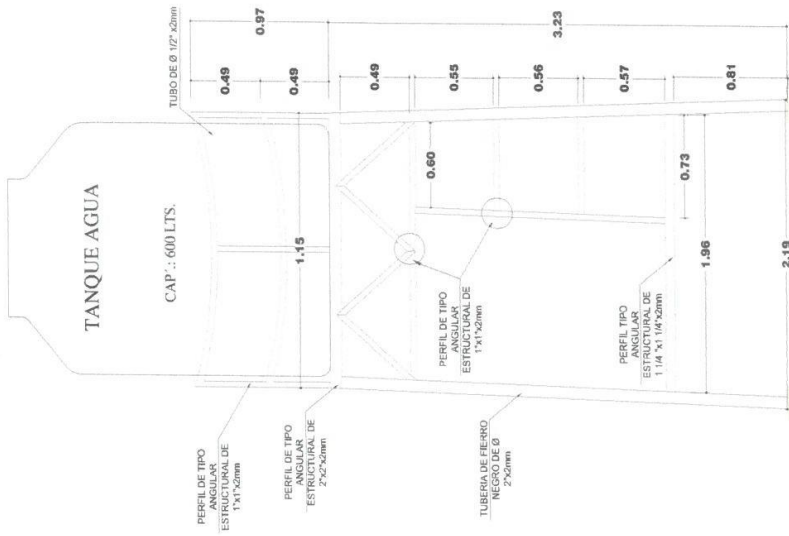 TANQUE AGUA
CAP'.: 600 LTS.
TUBO DE Ø 1/2" x2mm
0.97
0.49
0.49
3.23
0.49
0.55
0.56
0.57
0.81
1.15
0.60
0.73
1.96
2.19
PERFIL DE TIPO
ANGULAR
ESTRUCTURAL DE
1"x1"x2mm
PERFIL DE TIPO
ANGULAR
ESTRUCTURAL DE
2"x2"x2mm
PERFIL DE TIPO
ANGULAR
ESTRUCTURAL DE
1"x1"x2mm
TUBERIA DE FIERRO
NEGRO DE Ø
2"x2mm
PERFIL TIPO
ANGULAR
ESTRUCTURAL DE
1 1/4 "x1 1/4"x2mm